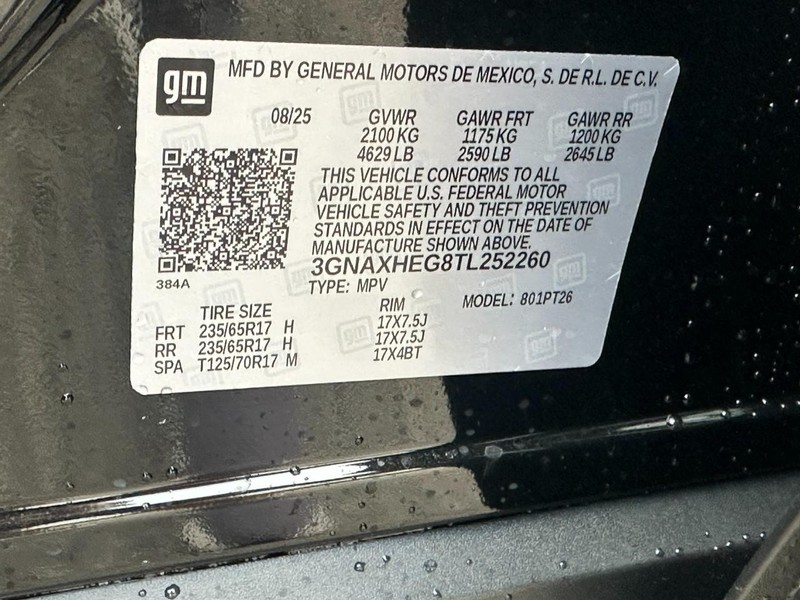 gm MFD BY GENERAL MOTORS DE MEXICO, S. DE R.L. DE C.V.
08/25 GVWR GAWR FRT GAWR RR
2100 KG 1175 KG 1200 KG
4629 LB 2590 LB 2645 LB
THIS VEHICLE CONFORMS TO ALL
APPLICABLE U.S. FEDERAL MOTOR
VEHICLE SAFETY AND THEFT PREVENTION
STANDARDS IN EFFECT ON THE DATE OF
MANUFACTURE SHOWN ABOVE.
3GNAXHEG8TL252260
384A
TYPE: MPV MODEL: 801PT26
TIRE SIZE RIM
FRT 235/65R17 H 17X7.5J
RR 235/65R17 H 17X7.5J
SPA T125/70R17 M 17X4BT